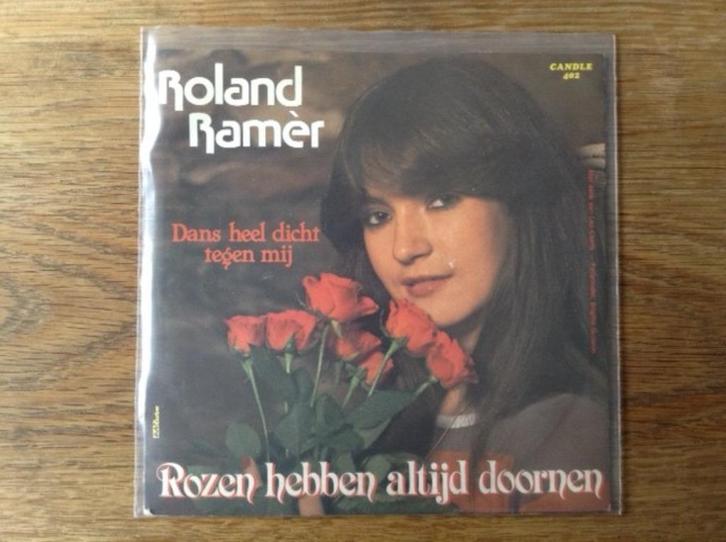 Roland
Ramèr
CANDLE
402
Dans heel dicht
tegen mij
Rozen hebben altijd doornen